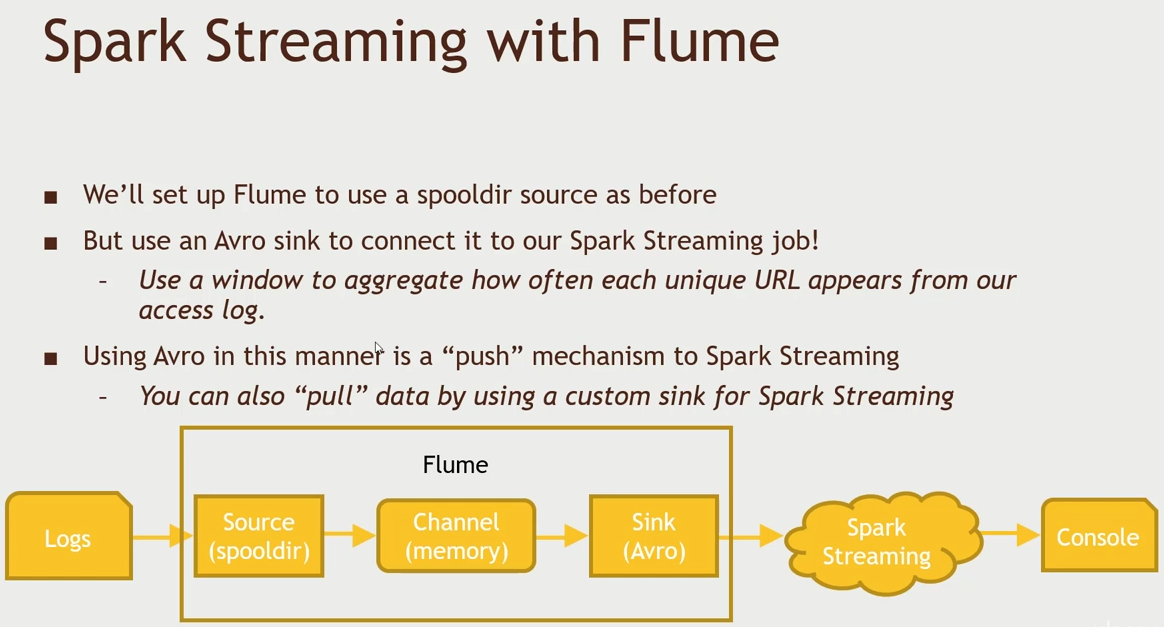 Spark Streaming with Flume
■ We’ll set up Flume to use a spooldir source as before
■ But use an Avro sink to connect it to our Spark Streaming job!
– Use a window to aggregate how often each unique URL appears from our
access log.
■ Using Avro in this manner is a “push” mechanism to Spark Streaming
– You can also “pull” data by using a custom sink for Spark Streaming
Flume
Logs
Source
(spooldir)
Channel
(memory)
Sink
(Avro)
Spark
Streaming
Console